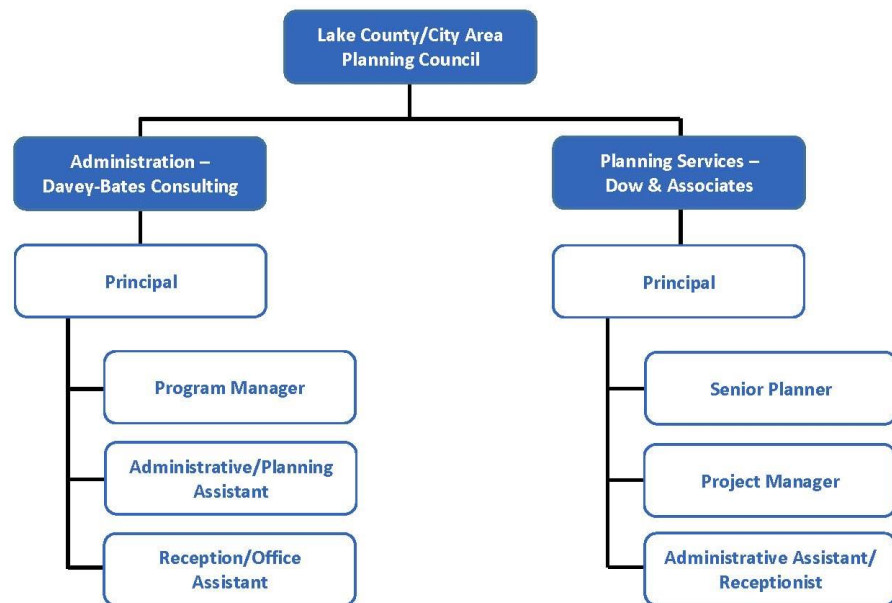 Lake County/City Area
Planning Council
Administration –
Davey-Bates Consulting
Planning Services –
Dow & Associates
Principal
Principal
Program Manager
Senior Planner
Administrative/Planning
Assistant
Project Manager
Reception/Office
Assistant
Administrative Assistant/
Receptionist